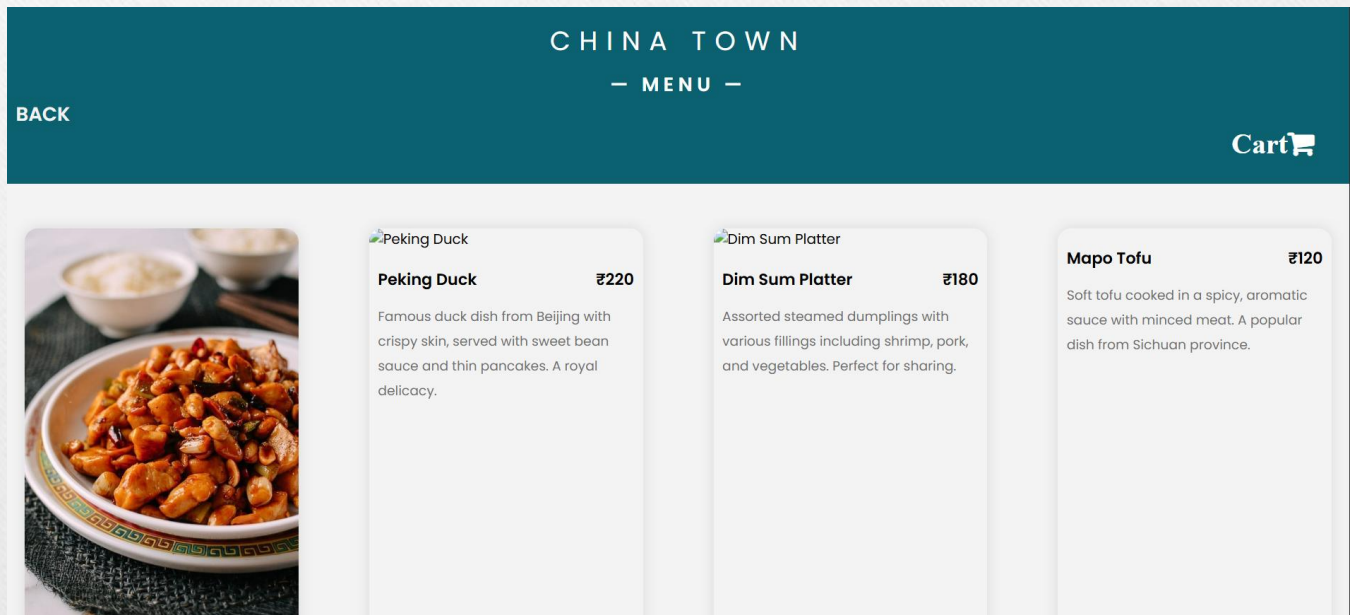 CHINA TOWN
— MENU —
BACK
Cart
Peking Duck
Peking Duck ₹220
Famous duck dish from Beijing with
crispy skin, served with sweet bean
sauce and thin pancakes. A royal
delicacy.
Dim Sum Platter
Dim Sum Platter ₹180
Assorted steamed dumplings with
various fillings including shrimp, pork,
and vegetables. Perfect for sharing.
Mapo Tofu ₹120
Soft tofu cooked in a spicy, aromatic
sauce with minced meat. A popular
dish from Sichuan province.